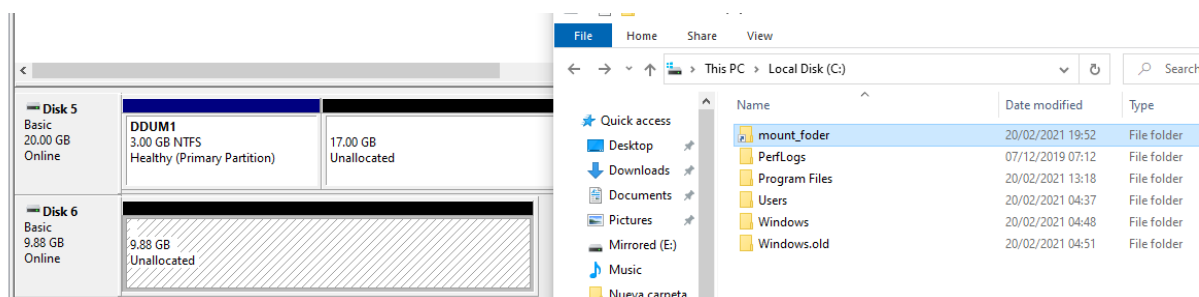 Disk 5
Basic
20.00 GB
Online
DDUM1
3.00 GB NTFS
Healthy (Primary Partition)
17.00 GB
Unallocated
Disk 6
Basic
9.88 GB
Online
9.88 GB
Unallocated
File Home Share View
This PC > Local Disk (C:)
Search
Quick access
Desktop
Downloads
Documents
Pictures
Mirrored (E:)
Music
Nueva carpeta
Name Date modified Type
mount_foder 20/02/2021 19:52 File folder
PerfLogs 07/12/2019 07:12 File folder
Program Files 20/02/2021 13:18 File folder
Users 20/02/2021 04:37 File folder
Windows 20/02/2021 04:48 File folder
Windows.old 20/02/2021 04:51 File folder